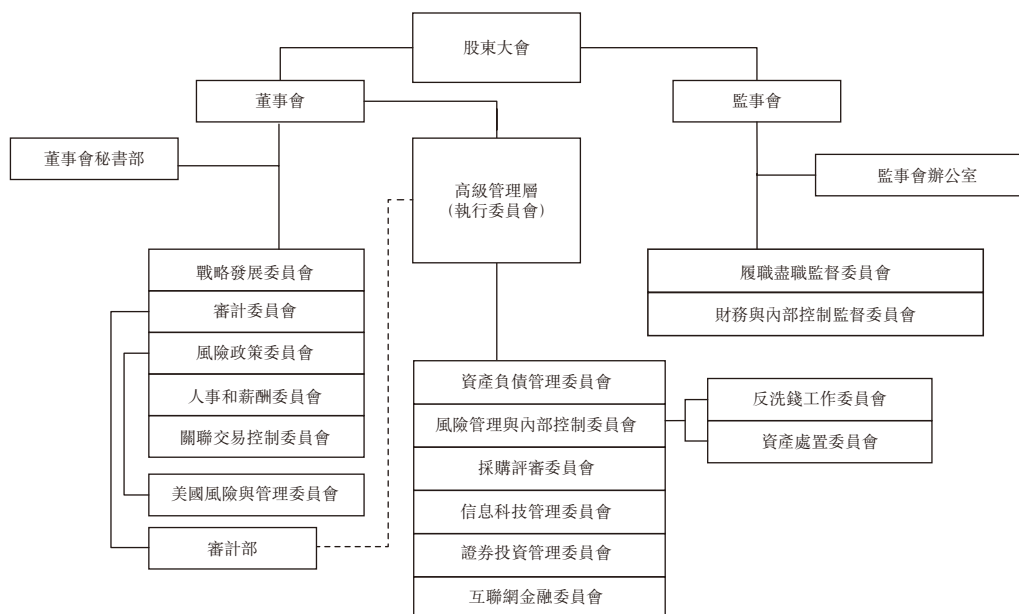 股東大會
董事會
監事會
董事會秘書部
高級管理層
(執行委員會)
監事會辦公室
戰略發展委員會
審計委員會
風險政策委員會
人事和薪酬委員會
關聯交易控制委員會
美國風險與管理委員會
審計部
履職盡職監督委員會
財務與內部控制監督委員會
資產負債管理委員會
風險管理與內部控制委員會
採購評審委員會
信息科技管理委員會
證券投資管理委員會
互聯網金融委員會
反洗錢工作委員會
資產處置委員會